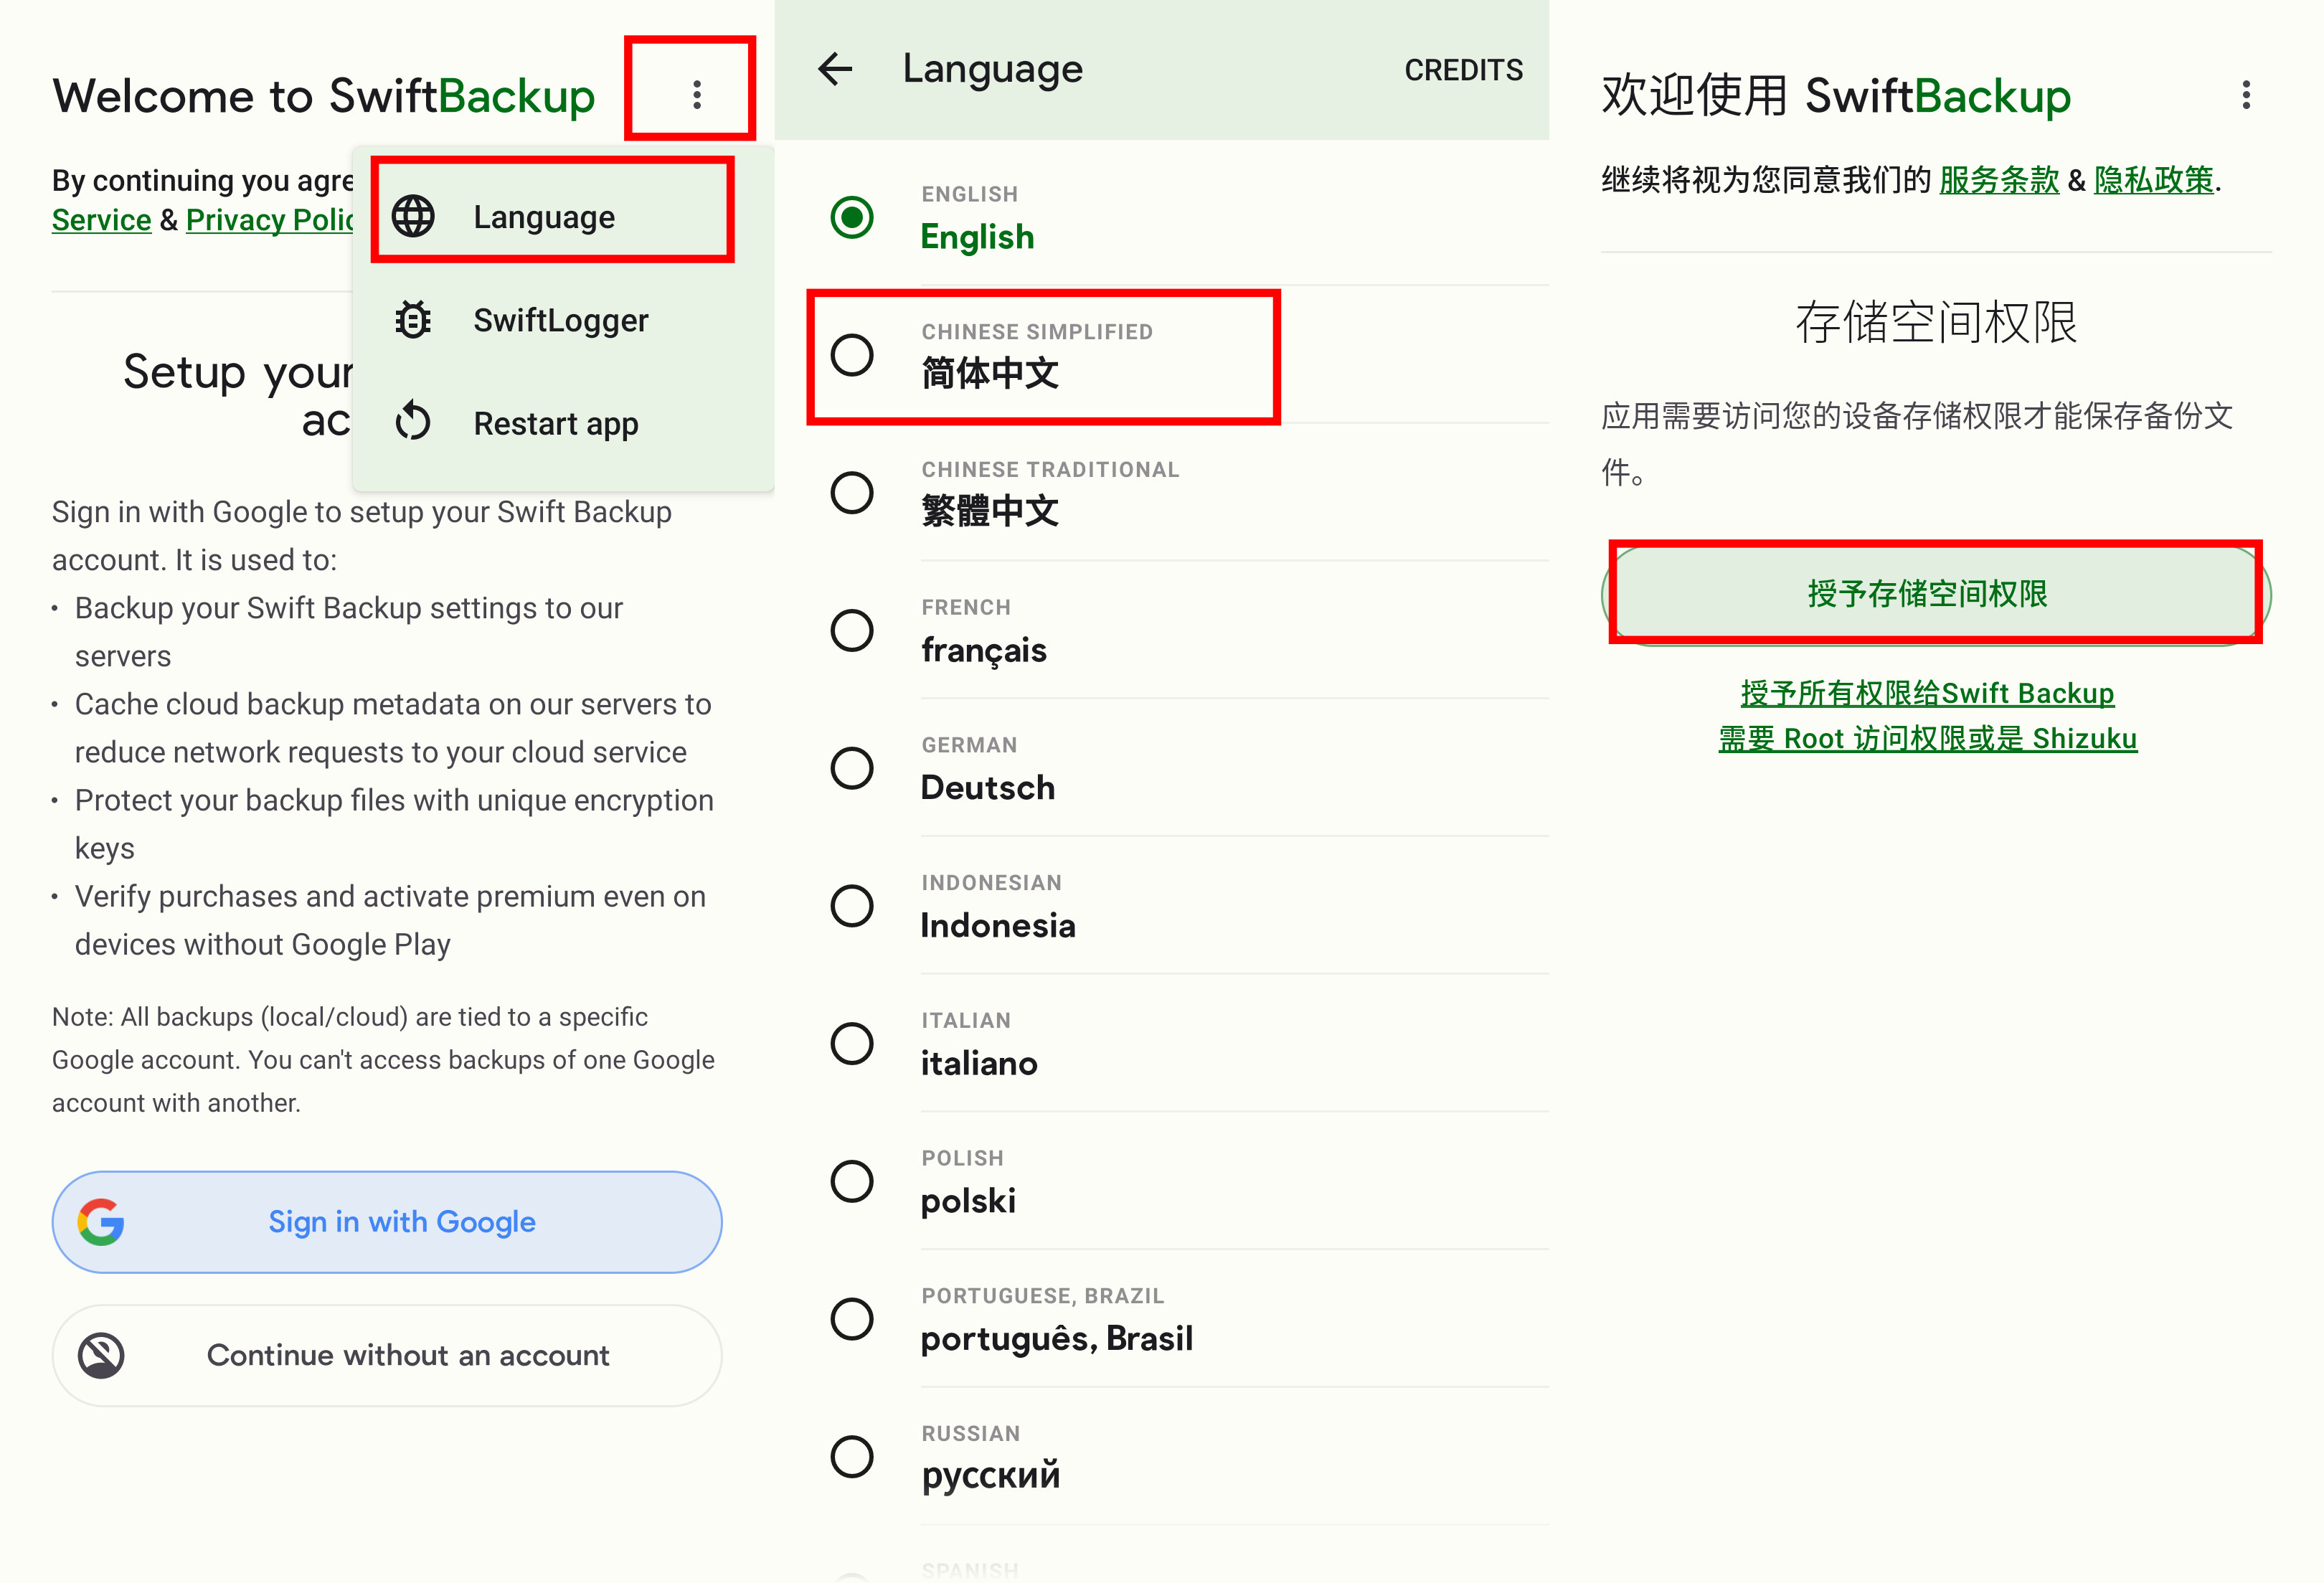 Welcome to SwiftBackup
By continuing you agre
Service & Privacy Polic
Language
SwiftLogger
Restart app
Setup your
ac
Sign in with Google to setup your Swift Backup
account. It is used to:
• Backup your Swift Backup settings to our
servers
• Cache cloud backup metadata on our servers to
reduce network requests to your cloud service
• Protect your backup files with unique encryption
keys
• Verify purchases and activate premium even on
devices without Google Play
Note: All backups (local/cloud) are tied to a specific
Google account. You can't access backups of one Google
account with another.
Sign in with Google
Continue without an account
Language
CREDITS
ENGLISH
English
CHINESE SIMPLIFIED
简体中文
CHINESE TRADITIONAL
繁體中文
FRENCH
français
GERMAN
Deutsch
INDONESIAN
Indonesia
ITALIAN
italiano
POLISH
polski
PORTUGUESE, BRAZIL
português, Brasil
RUSSIAN
русский
SPANISH
欢迎使用 SwiftBackup
继续将视为您同意我们的 服务条款 & 隐私政策.
存储空间权限
应用需要访问您的设备存储权限才能保存备份文
件。
授予存储空间权限
授予所有权限给Swift Backup
需要 Root 访问权限或是 Shizuku